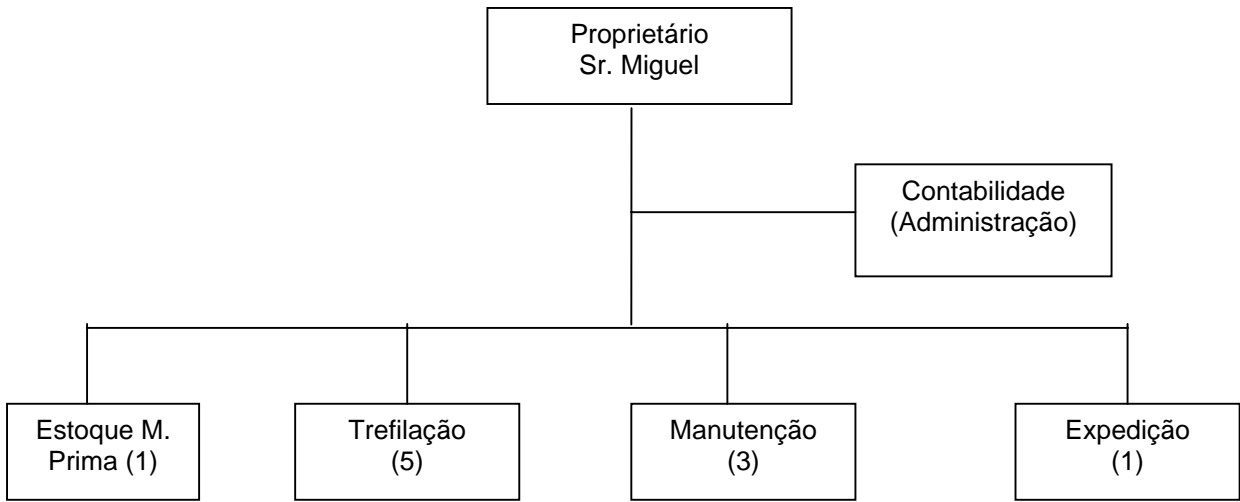 Proprietário
Sr. Miguel
Contabilidade
(Administração)
Estoque M.
Prima (1)
Trefilação
(5)
Manutenção
(3)
Expedição
(1)